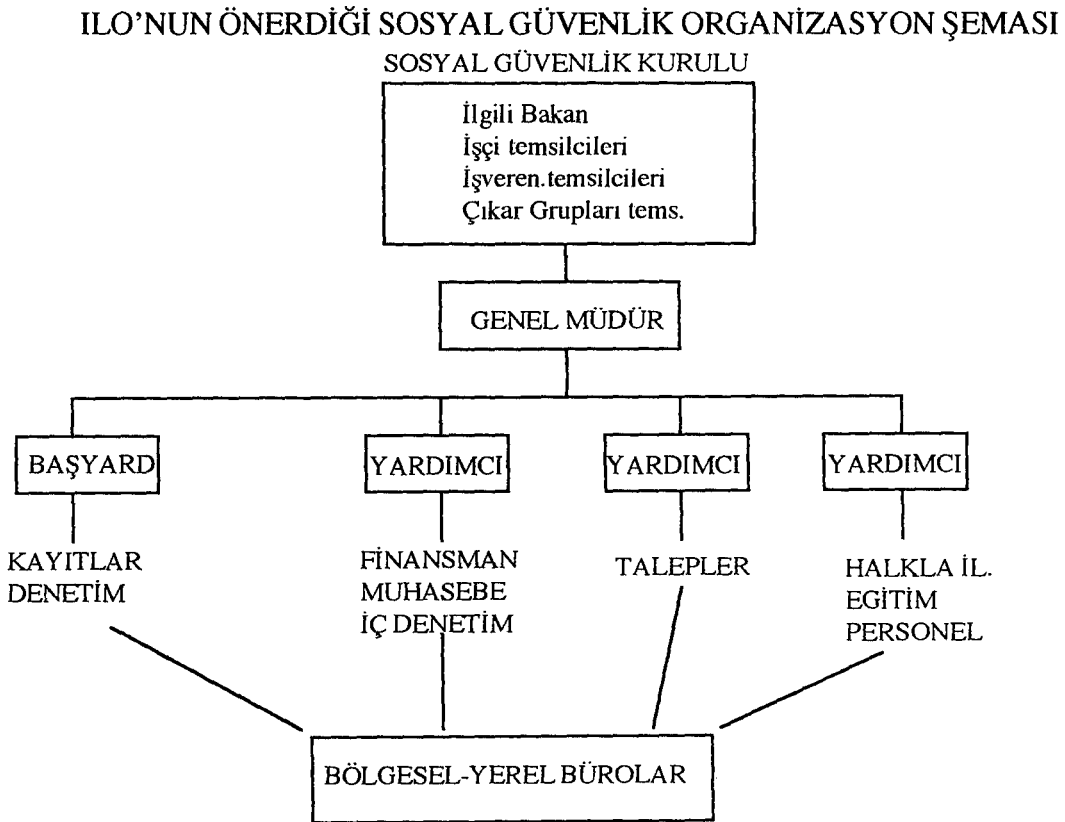 ILO'NUN ÖNERDİĞİ SOSYAL GÜVENLİK ORGANİZASYON ŞEMASI
SOSYAL GÜVENLİK KURULU
İlgili Bakan
İşçi temsilcileri
İşveren.temsilcileri
Çıkar Grupları tems.
GENEL MÜDÜR
BAŞYARD
YARDIMCI
YARDIMCI
YARDIMCI
KAYITLAR
DENETİM
FİNANSMAN
MUHASEBE
İÇ DENETİM
TALEPLER
HALKLA İL.
EGİTİM
PERSONEL
BÖLGESEL-YEREL BÜROLAR